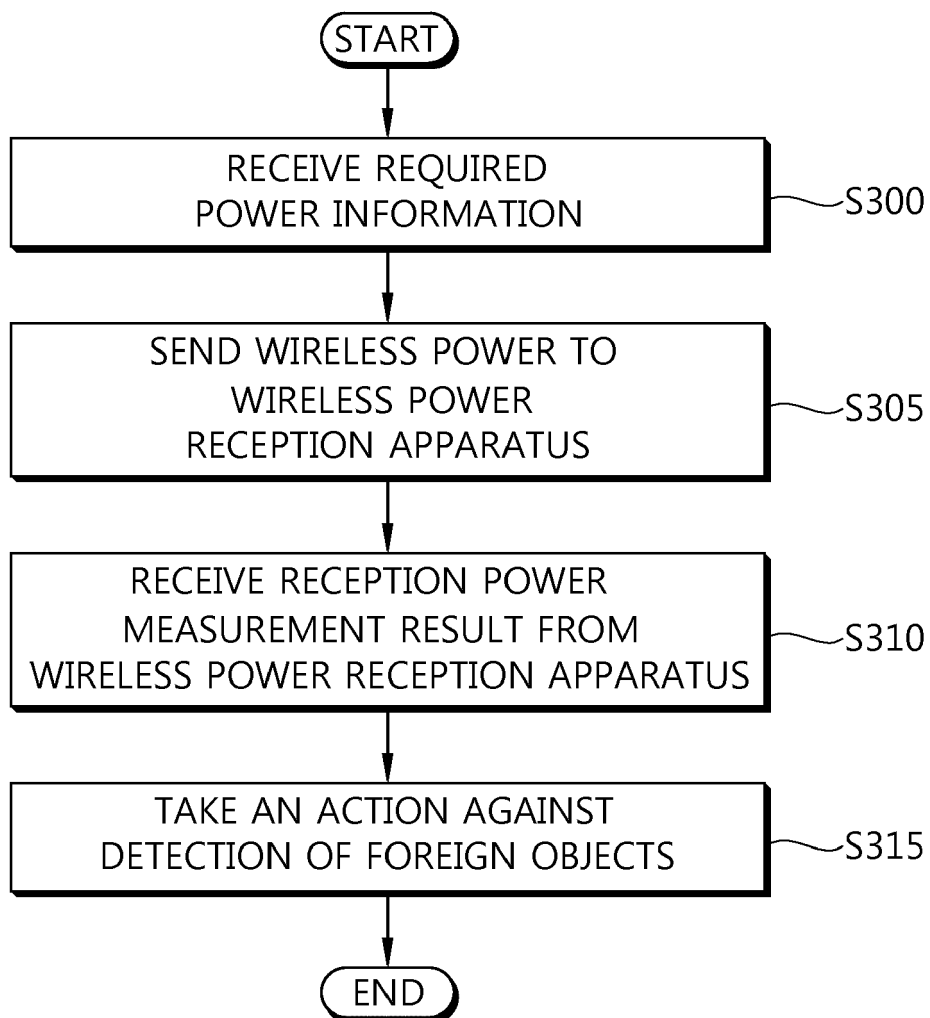 START
RECEIVE REQUIRED
POWER INFORMATION
S300
SEND WIRELESS POWER TO
WIRELESS POWER
RECEPTION APPARATUS
S305
RECEIVE RECEPTION POWER
MEASUREMENT RESULT FROM
WIRELESS POWER RECEPTION APPARATUS
S310
TAKE AN ACTION AGAINST
DETECTION OF FOREIGN OBJECTS
S315
END